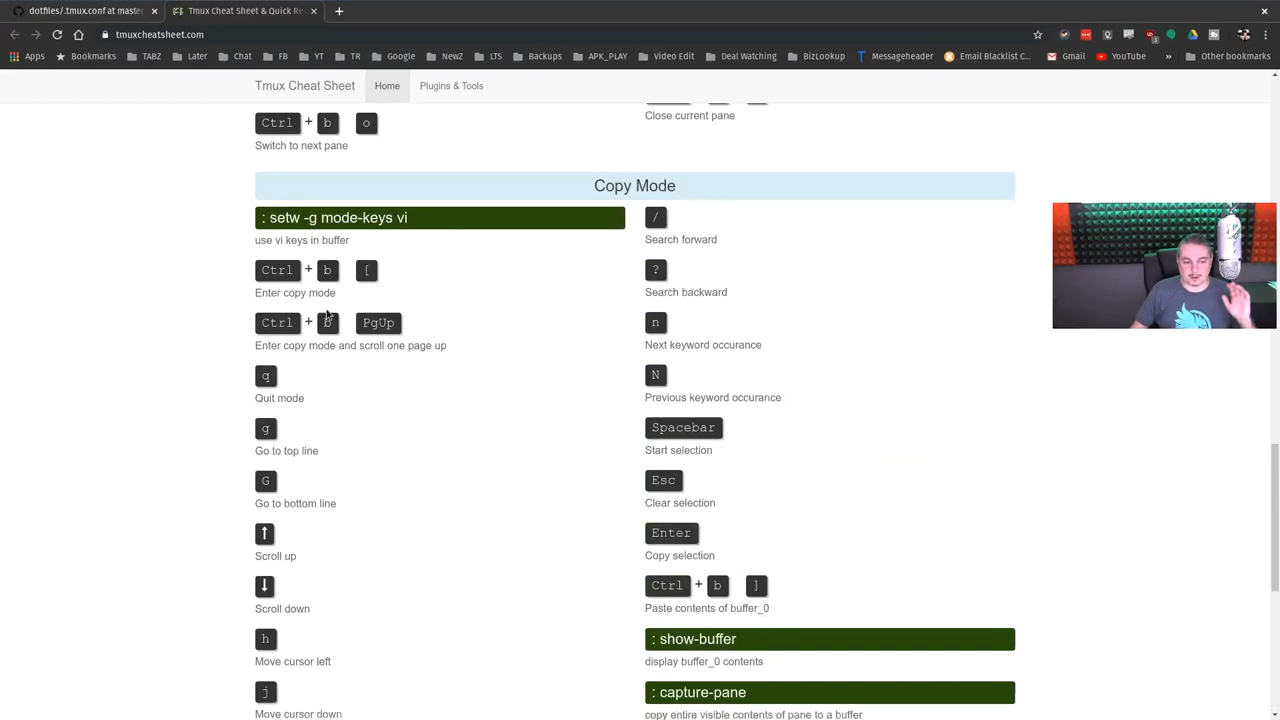 dotfiles/.tmux.conf at master
Tmux Cheat Sheet & Quick Re
tmuxcheatsheet.com
Apps
Bookmarks
TABZ
Later
Chat
FB
YT
TR
Google
NewZ
LTS
Backups
APK_PLAY
Video Edit
Deal Watching
BizLookup
Messageheader
Email Blacklist C...
Gmail
YouTube
»
Other bookmarks
Tmux Cheat Sheet
Home
Plugins & Tools
Ctrl + b o
Switch to next pane
Close current pane
Copy Mode
: setw -g mode-keys vi
use vi keys in buffer
Ctrl + b [
Enter copy mode
Ctrl + b PgUp
Enter copy mode and scroll one page up
q
Quit mode
g
Go to top line
G
Go to bottom line
↑
Scroll up
↓
Scroll down
h
Move cursor left
j
Move cursor down
/
Search forward
?
Search backward
n
Next keyword occurance
N
Previous keyword occurance
Spacebar
Start selection
Esc
Clear selection
Enter
Copy selection
Ctrl + b ]
Paste contents of buffer_0
: show-buffer
display buffer_0 contents
: capture-pane
copy entire visible contents of pane to a buffer